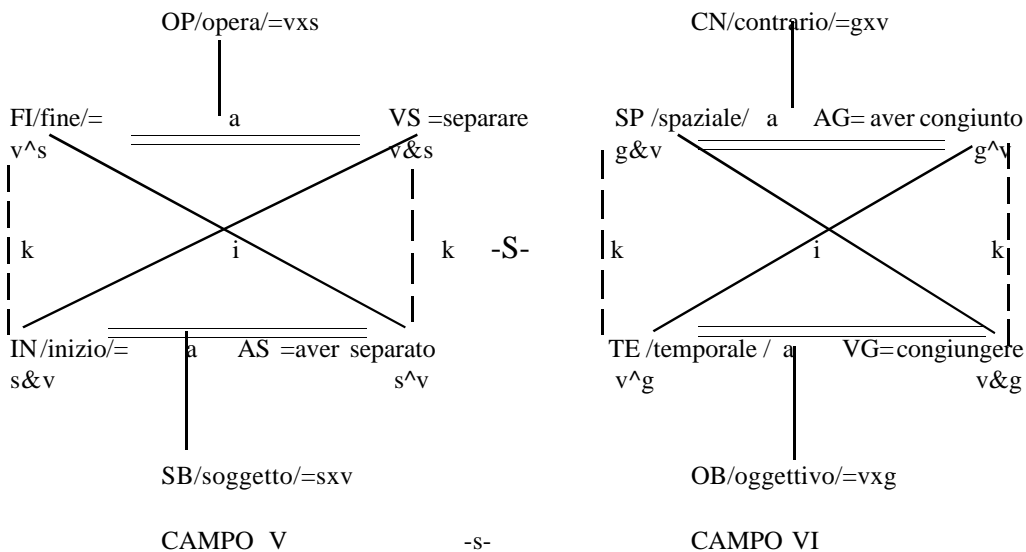 OP/opera/=vxs CN/contrario/=gxv
FI/fine/= a VS =separare SP /spaziale/ a AG= aver congiunto
v^s v&s g&v g^v
k i k -S- k i k
IN /inizio/= a AS =aver separato TE /temporale / a VG=congiungere
s&v s^v v^g v&g
SB/soggetto/=sxv OB/oggettivo/=vxg
CAMPO V -s- CAMPO VI